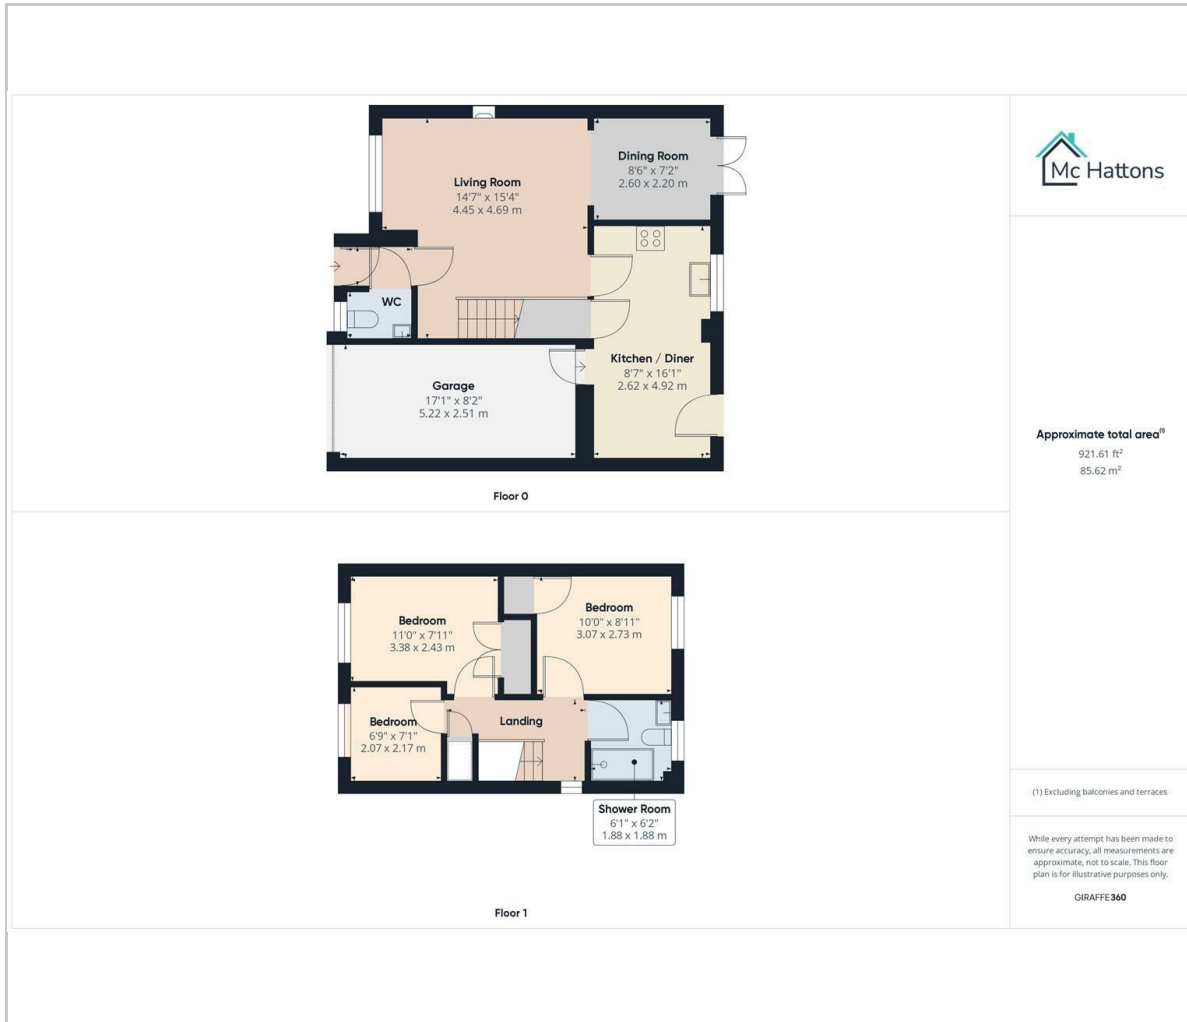 Living Room
14'7" x 15'4"
4.45 x 4.69 m
Dining Room
8'6" x 7'2"
2.60 x 2.20 m
WC
Kitchen / Diner
8'7" x 16'1"
2.62 x 4.92 m
Garage
17'1" x 8'2"
5.22 x 2.51 m
Floor 0
Bedroom
11'0" x 7'11"
3.38 x 2.43 m
Bedroom
10'0" x 8'11"
3.07 x 2.73 m
Bedroom
6'9" x 7'1"
2.07 x 2.17 m
Landing
Shower Room
6'1" x 6'2"
1.88 x 1.88 m
Floor 1
Mc Hattons
Approximate total area(1)
921.61 ft²
85.62 m²
(1) Excluding balconies and terraces
While every attempt has been made to
ensure accuracy, all measurements are
approximate, not to scale. This floor
plan is for illustrative purposes only.
GIRAFFE360